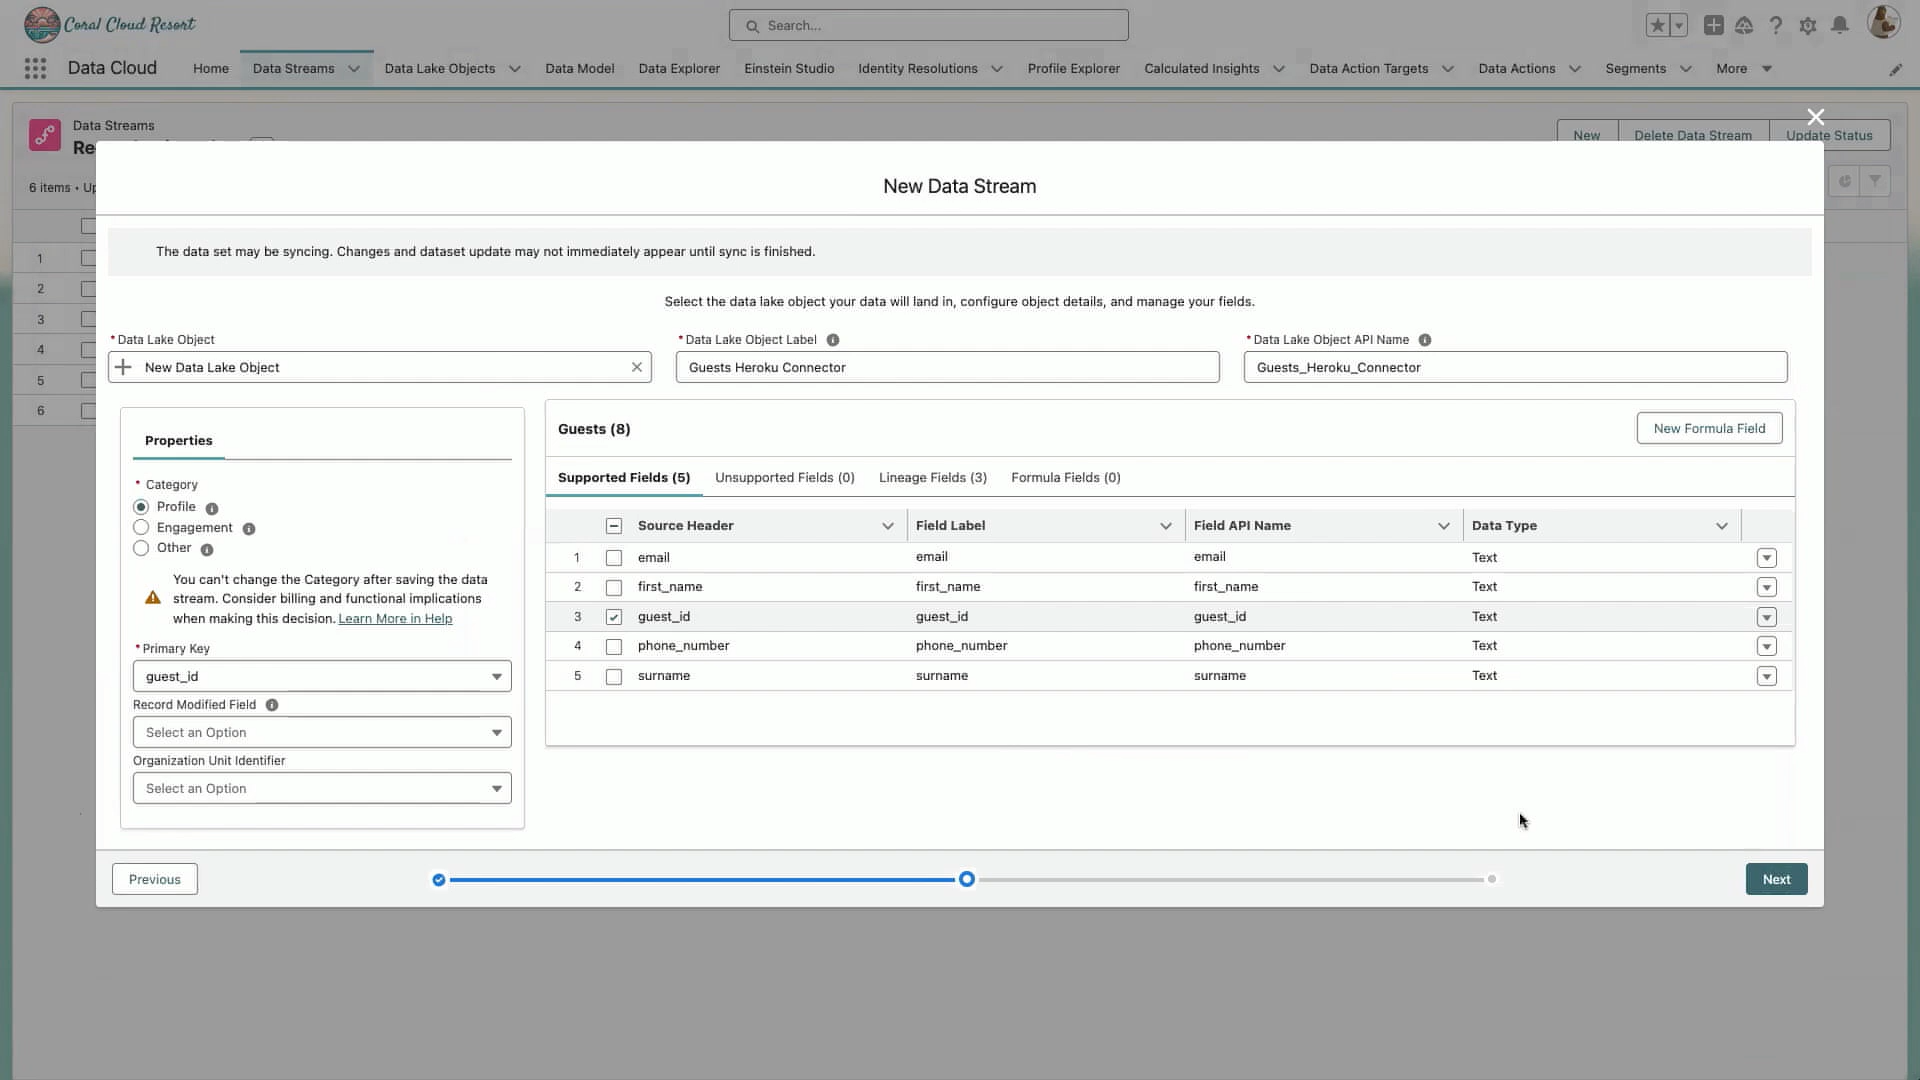 Coral Cloud Resort
Search...
Data Cloud
Home
Data Streams
Data Lake Objects
Data Model
Data Explorer
Einstein Studio
Identity Resolutions
Profile Explorer
Calculated Insights
Data Action Targets
Data Actions
Segments
More
Data Streams
New
Delete Data Stream
Update Status
6 items •
New Data Stream
The data set may be syncing. Changes and dataset update may not immediately appear until sync is finished.
Select the data lake object your data will land in, configure object details, and manage your fields.
* Data Lake Object
* Data Lake Object Label
* Data Lake Object API Name
New Data Lake Object
Guests Heroku Connector
Guests_Heroku_Connector
1
2
3
4
5
6
Properties
* Category
Profile
Engagement
Other
You can't change the Category after saving the data
stream. Consider billing and functional implications
when making this decision. Learn More in Help
* Primary Key
guest_id
Record Modified Field
Select an Option
Organization Unit Identifier
Select an Option
Guests (8)
New Formula Field
Supported Fields (5)
Unsupported Fields (0)
Lineage Fields (3)
Formula Fields (0)
Source Header
Field Label
Field API Name
Data Type
1 email email email Text
2 first_name first_name first_name Text
3 guest_id guest_id guest_id Text
4 phone_number phone_number phone_number Text
5 surname surname surname Text
Previous
Next